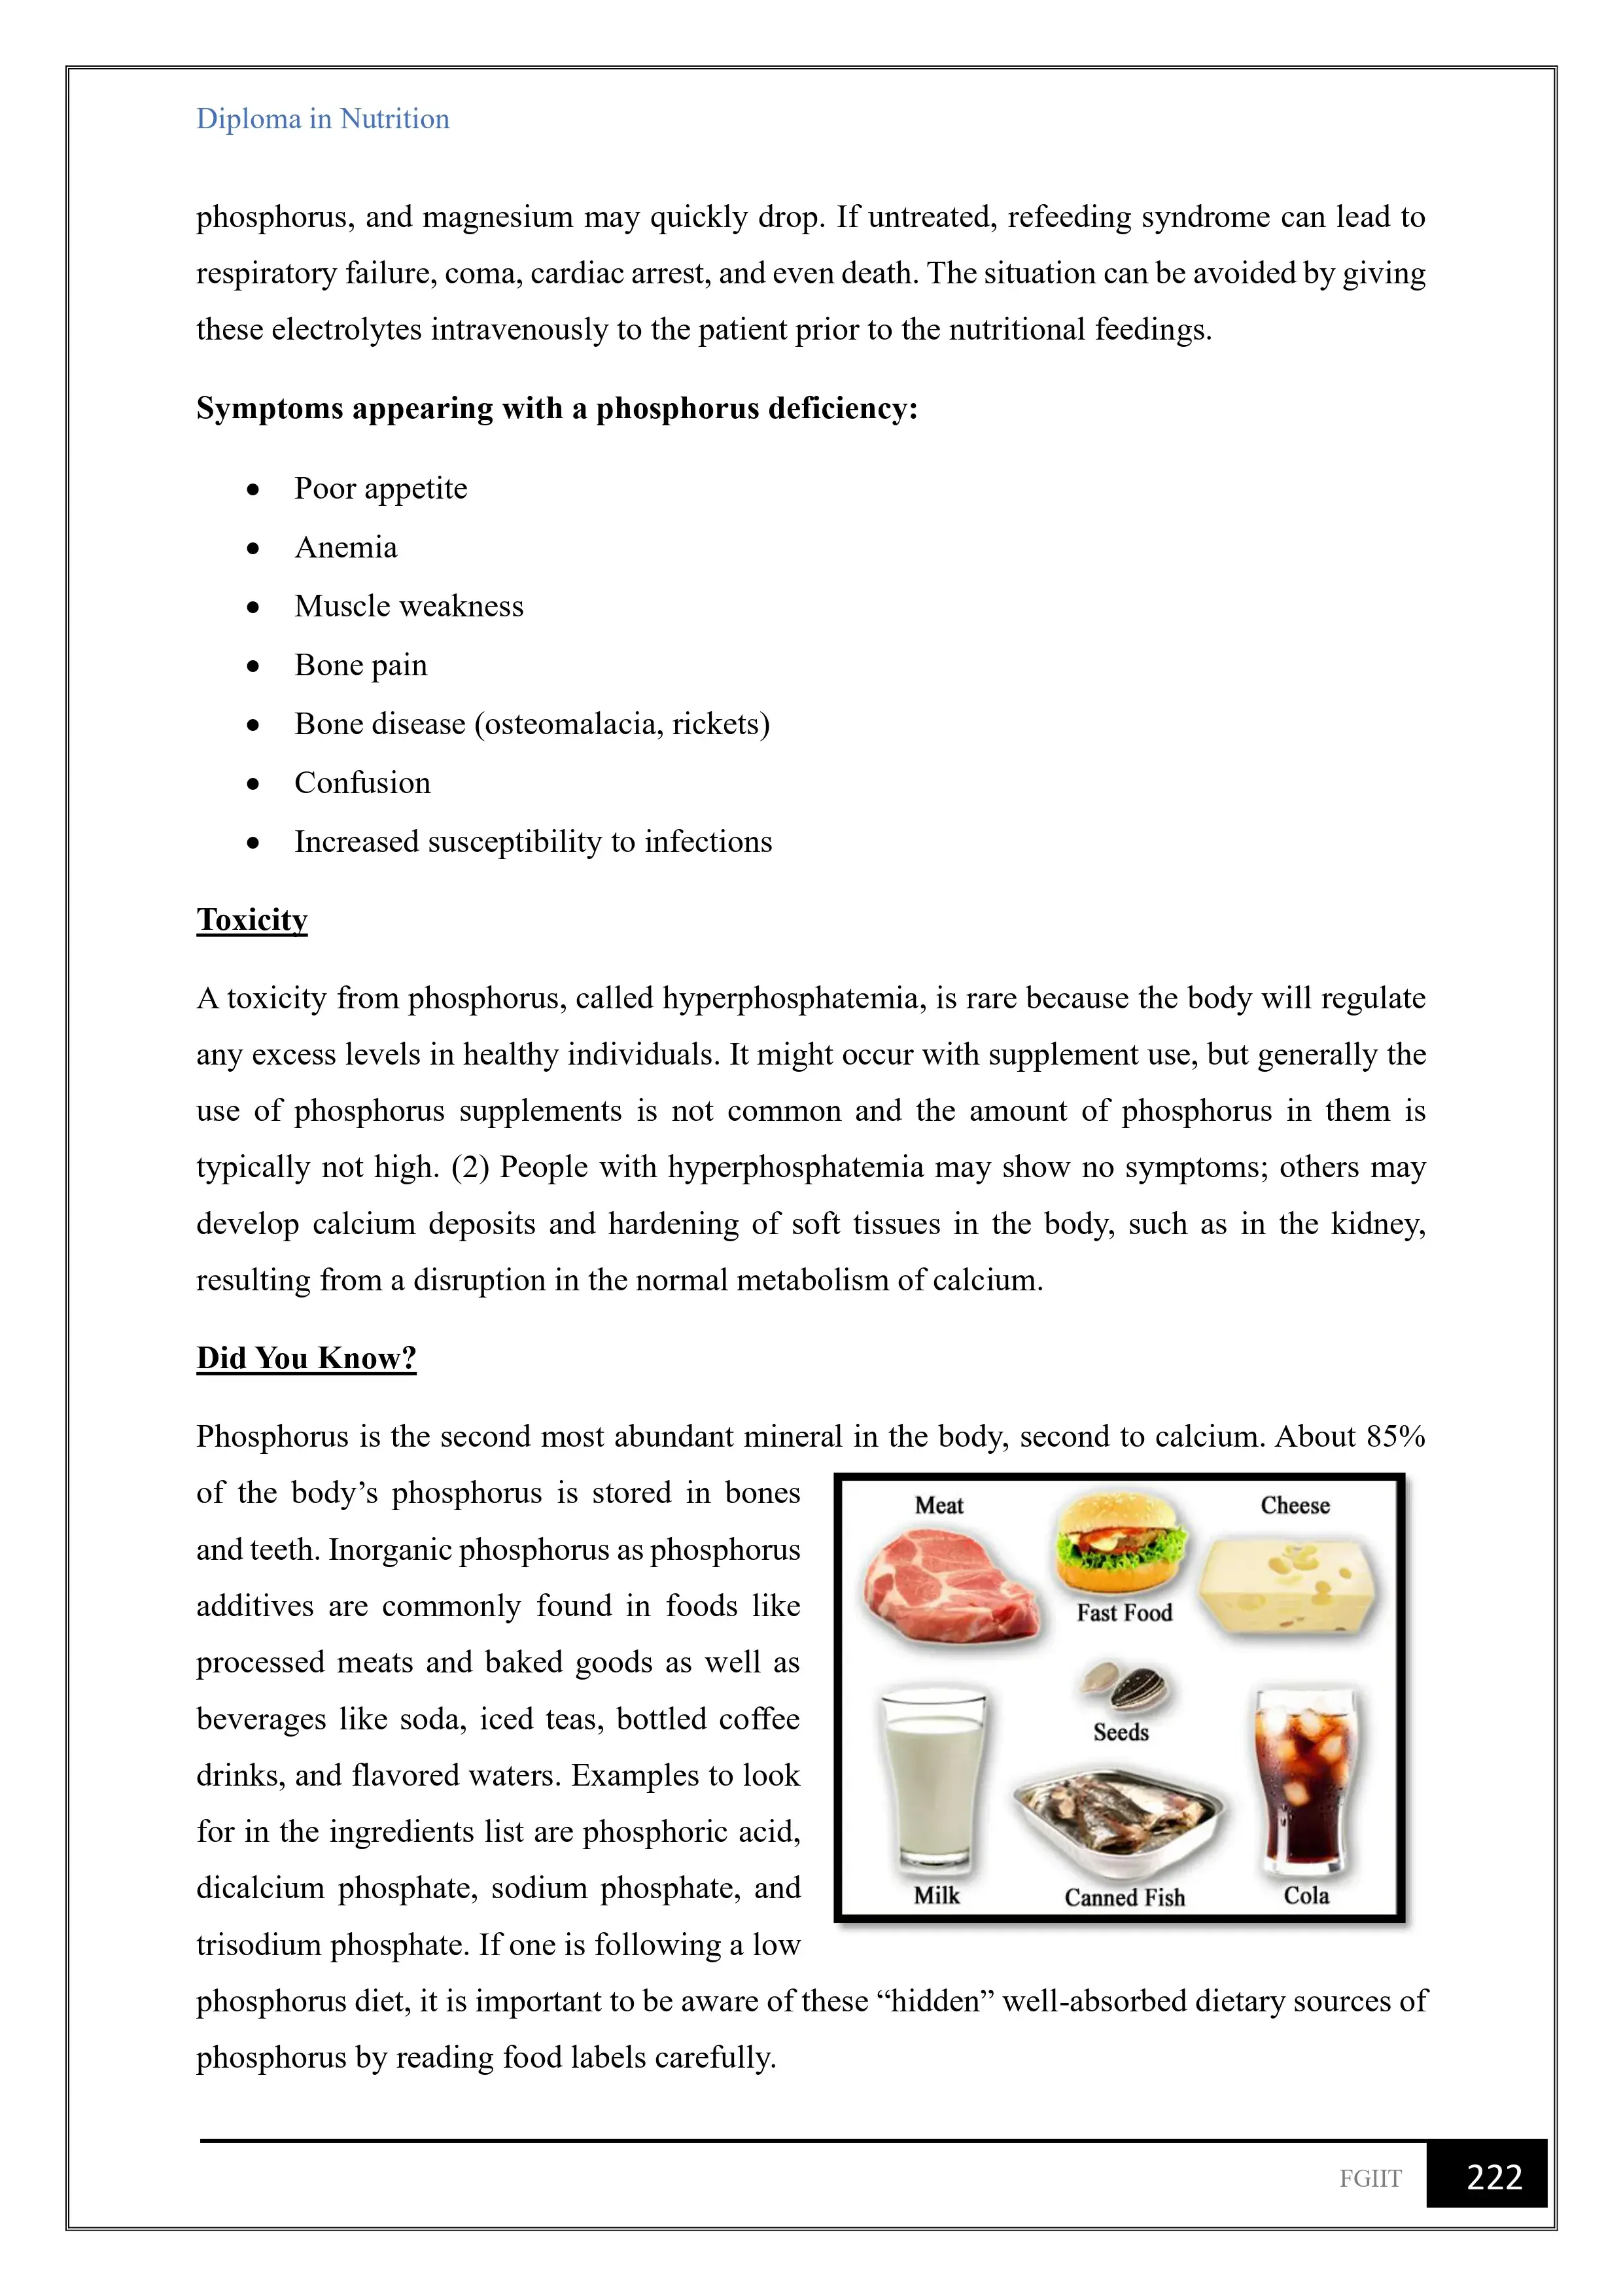 Diploma in Nutrition
phosphorus, and magnesium may quickly drop. If untreated, refeeding syndrome can lead to
respiratory failure, coma, cardiac arrest, and even death. The situation can be avoided by giving
these electrolytes intravenously to the patient prior to the nutritional feedings.
Symptoms appearing with a phosphorus deficiency:
• Poor appetite
• Anemia
• Muscle weakness
• Bone pain
• Bone disease (osteomalacia, rickets)
• Confusion
• Increased susceptibility to infections
Toxicity
A toxicity from phosphorus, called hyperphosphatemia, is rare because the body will regulate
any excess levels in healthy individuals. It might occur with supplement use, but generally the
use of phosphorus supplements is not common and the amount of phosphorus in them is
typically not high. (2) People with hyperphosphatemia may show no symptoms; others may
develop calcium deposits and hardening of soft tissues in the body, such as in the kidney,
resulting from a disruption in the normal metabolism of calcium.
Did You Know?
Phosphorus is the second most abundant mineral in the body, second to calcium. About 85%
of the body’s phosphorus is stored in bones
and teeth. Inorganic phosphorus as phosphorus
additives are commonly found in foods like
processed meats and baked goods as well as
beverages like soda, iced teas, bottled coffee
drinks, and flavored waters. Examples to look
for in the ingredients list are phosphoric acid,
dicalcium phosphate, sodium phosphate, and
trisodium phosphate. If one is following a low
phosphorus diet, it is important to be aware of these “hidden” well-absorbed dietary sources of
phosphorus by reading food labels carefully.
Meat
Cheese
Fast Food
Seeds
Milk
Canned Fish
Cola
FGIIT
222